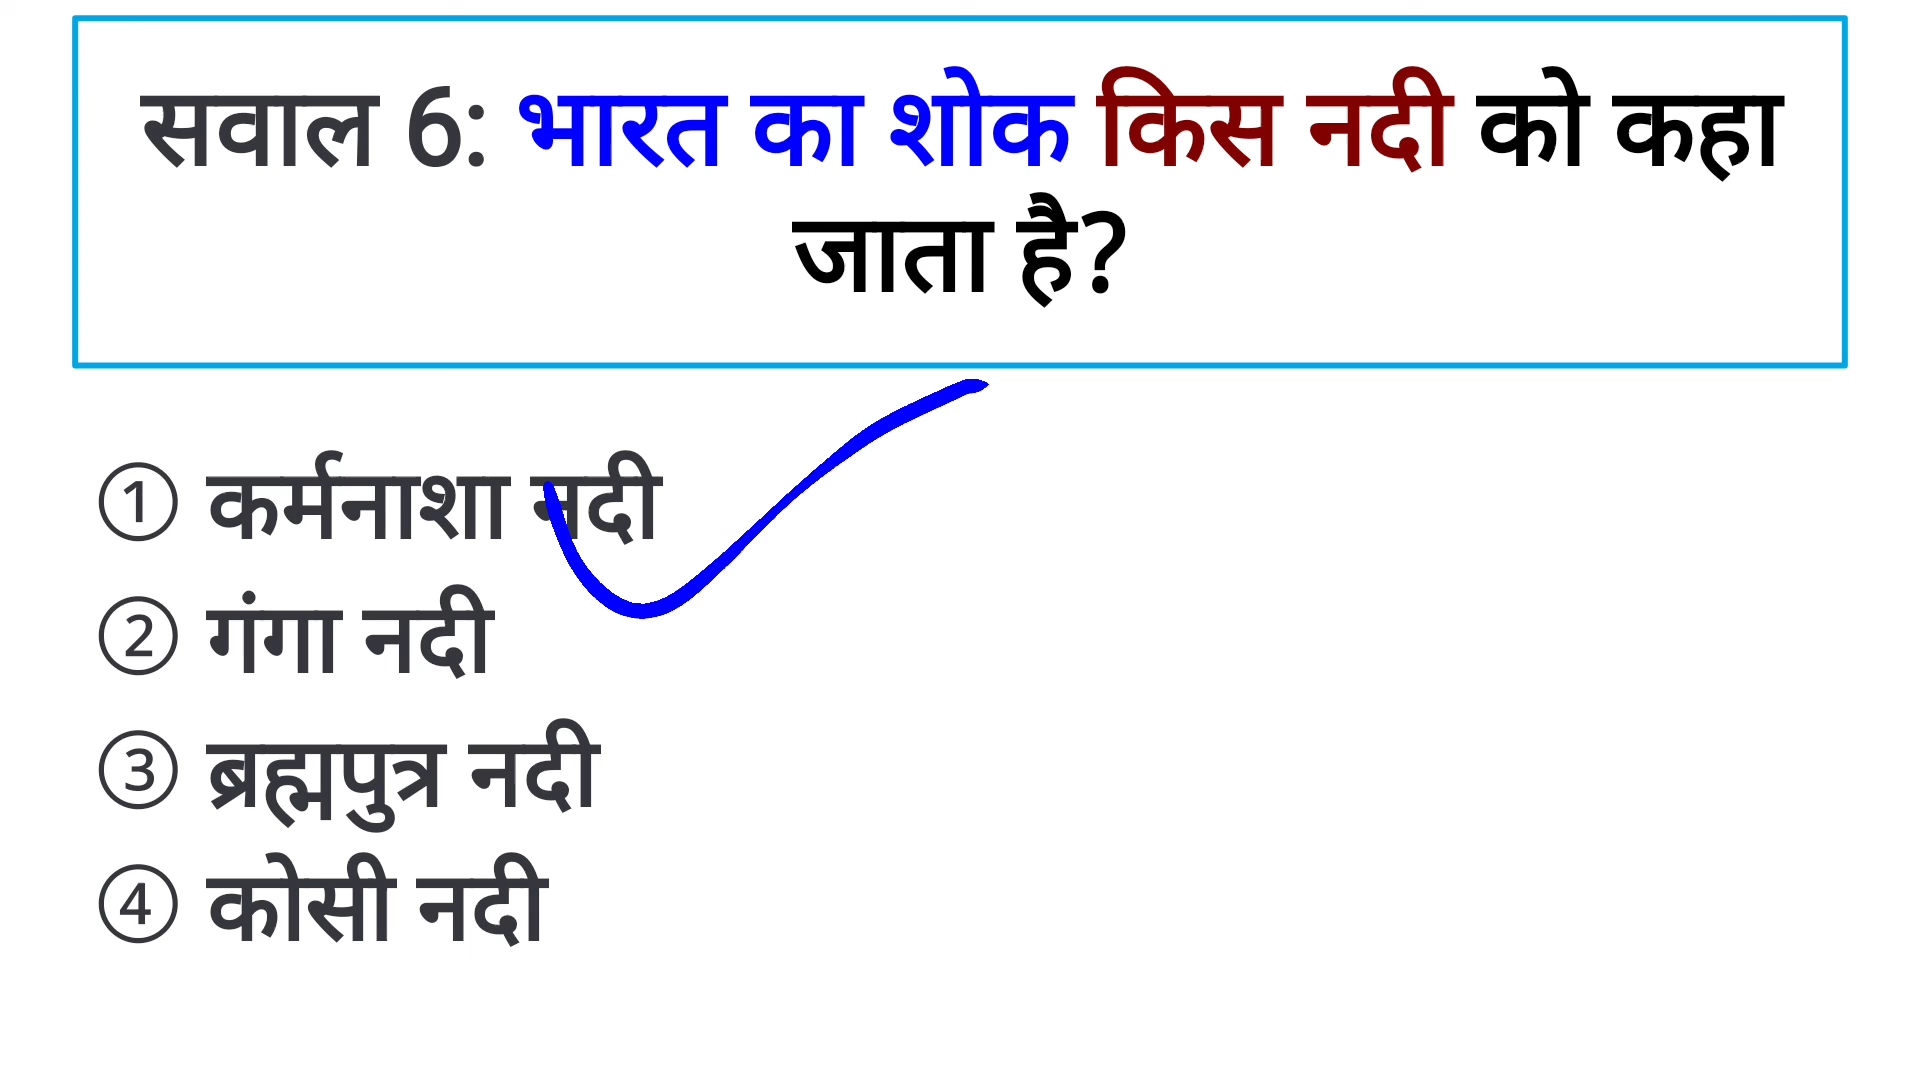 सवाल 6: भारत का शोक किस नदी को कहा
जाता है?
① कर्मनाशा नदी
② गंगा नदी
③ ब्रह्मपुत्र नदी
④ कोसी नदी